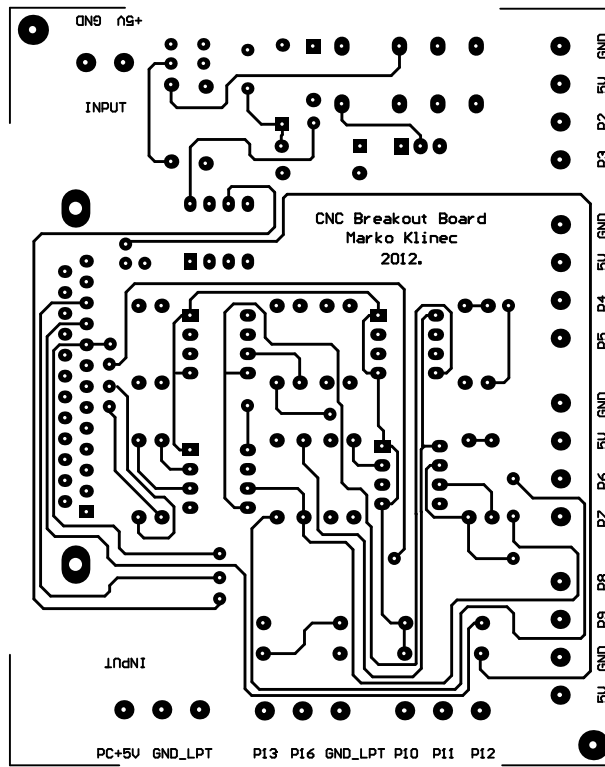 GND +5V
INPUT
GND
5V
P2
P3
CNC Breakout Board
Marko Klinec
2012.
GND
5V
P4
P5
GND
5V
P6
P7
P8
P9
GND
5V
INPUT
PC+5V GND_LPT P13 P16 GND_LPT P10 P11 P12